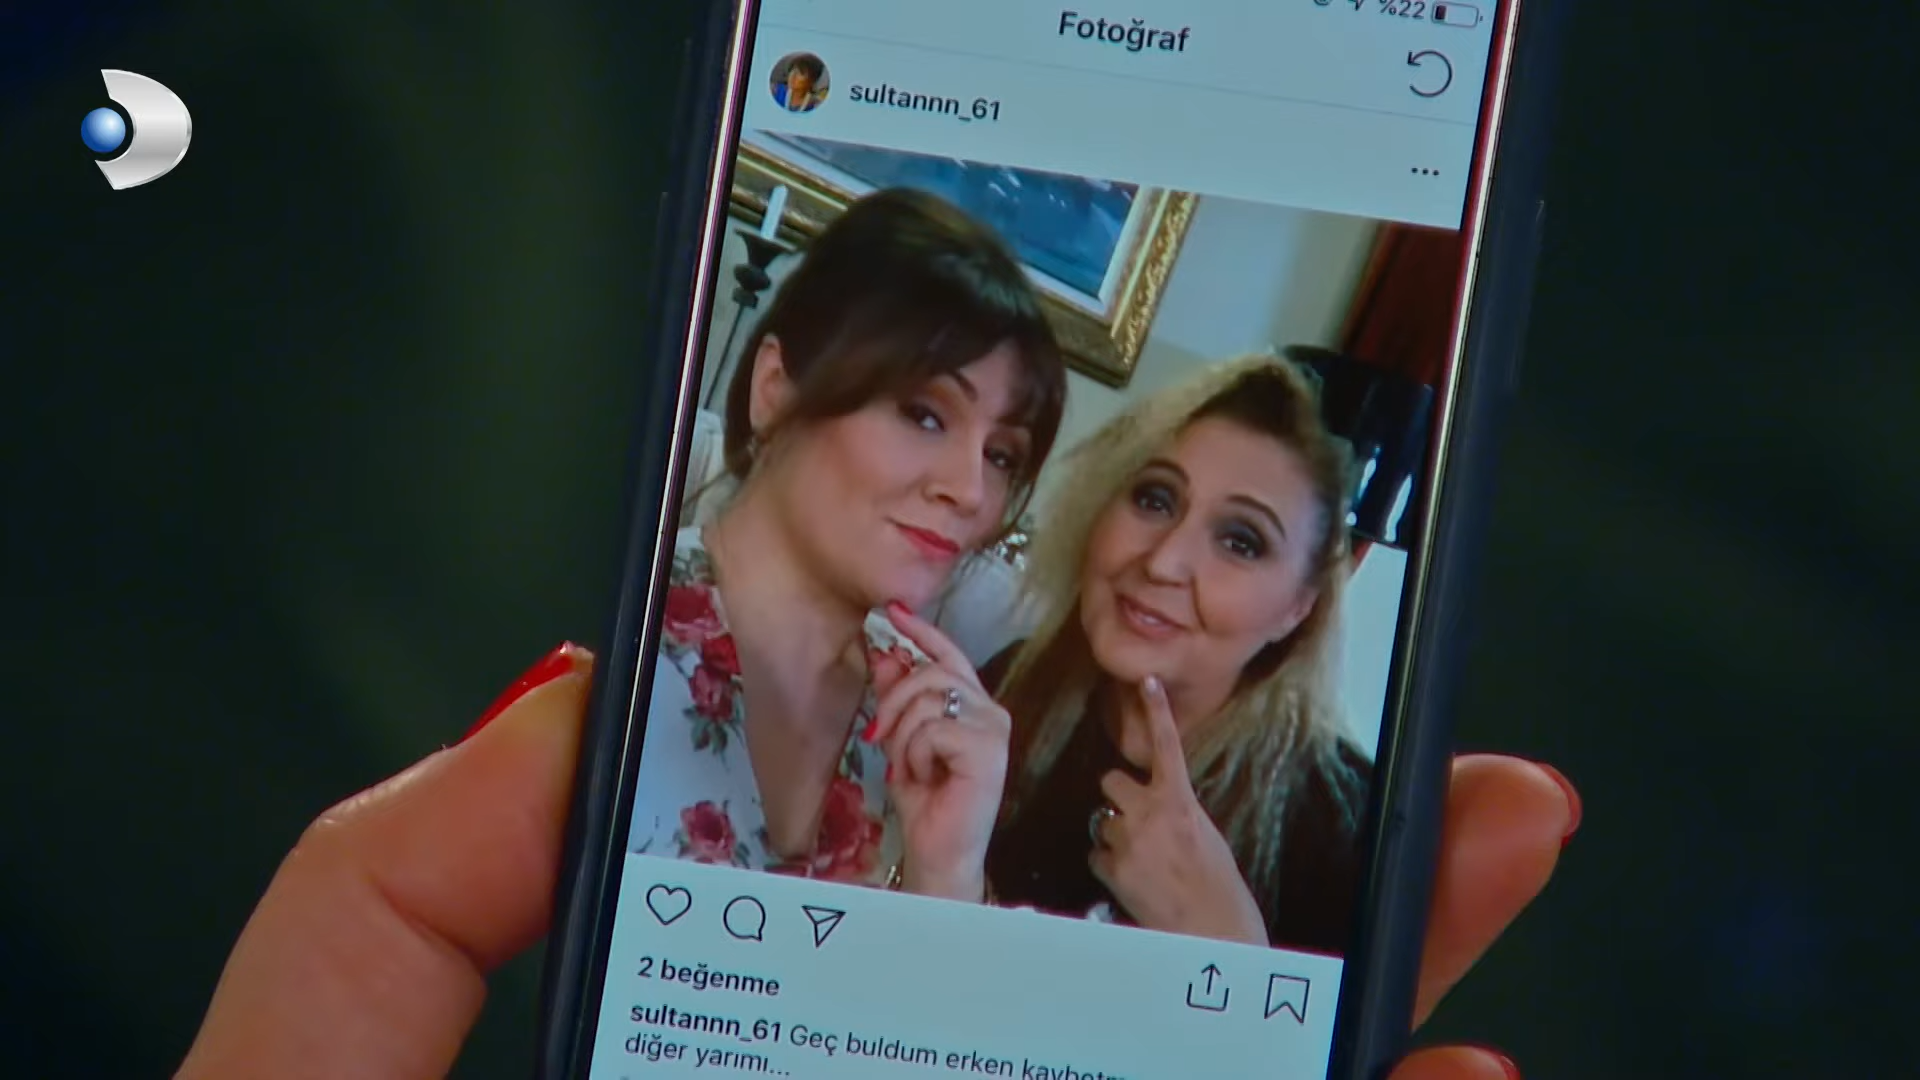 %22
Fotoğraf
sultannn_61
2 beğenme
sultannn_61 Geç buldum erken
diğer yarımı...